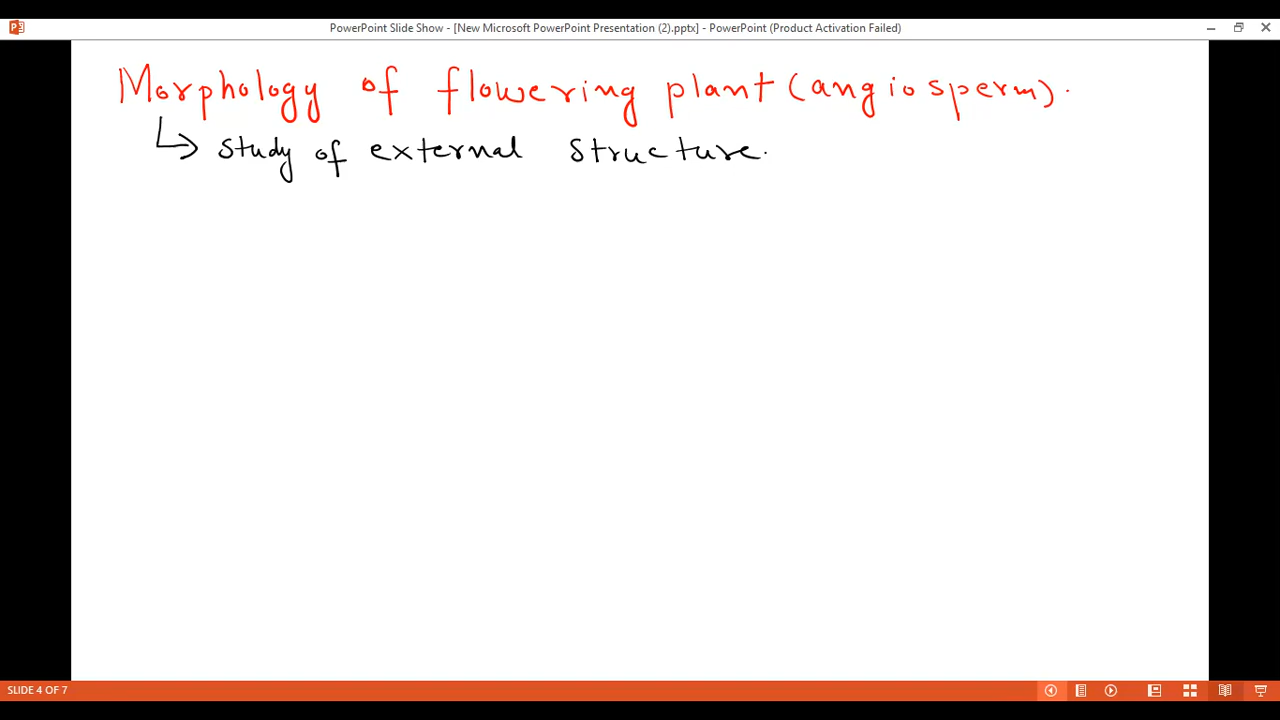 PowerPoint Slide Show - [New Microsoft PowerPoint Presentation (2).pptx] - PowerPoint (Product Activation Failed)
Morphology of flowering plant (angiosperm).
Study of external structure.
SLIDE 4 OF 7